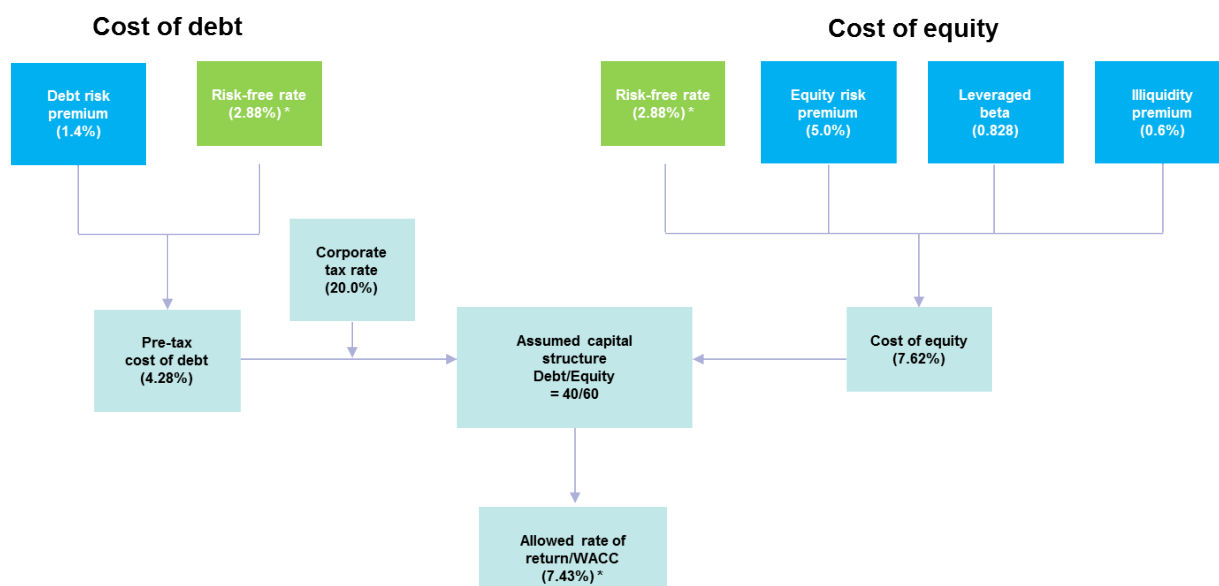 Cost of debt
Cost of equity
Debt risk
premium
(1.4%)
Risk-free rate
(2.88%) *
Risk-free rate
(2.88%) *
Equity risk
premium
(5.0%)
Leveraged
beta
(0.828)
Illiquidity
premium
(0.6%)
Corporate
tax rate
(20.0%)
Pre-tax
cost of debt
(4.28%)
Assumed capital
structure
Debt/Equity
= 40/60
Cost of equity
(7.62%)
Allowed rate of
return/WACC
(7.43%) *